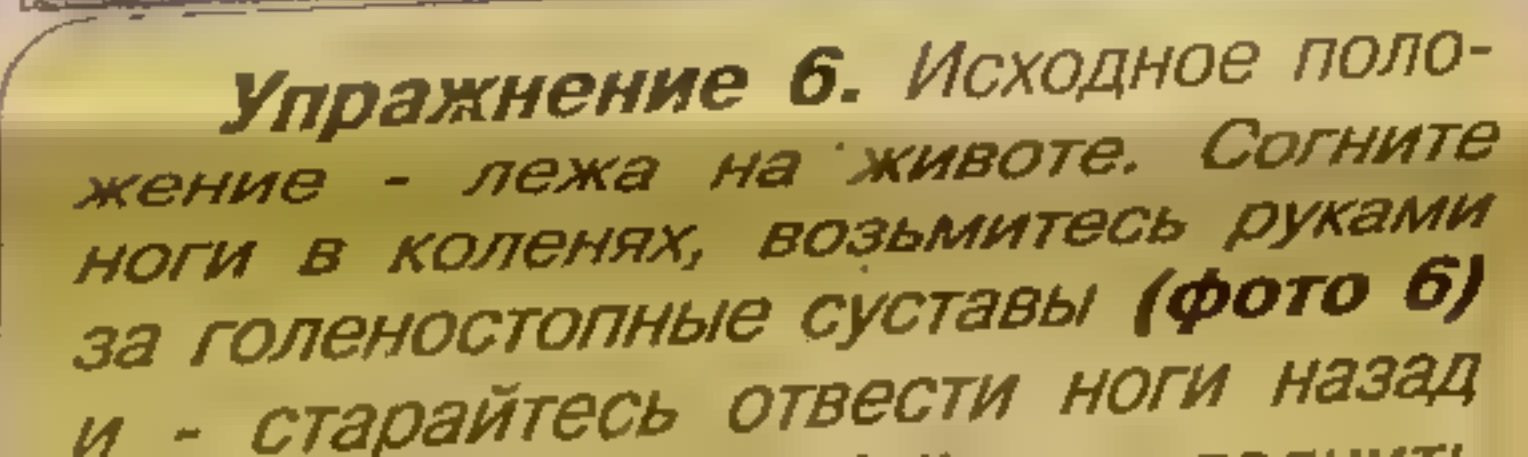 Упражнение 6. Исходное поло-
жение - лежа на животе. Согните
ноги в коленях, возьмитесь руками
за голеностопные суставы (фото 6)
и - старайтесь отвести ноги назад